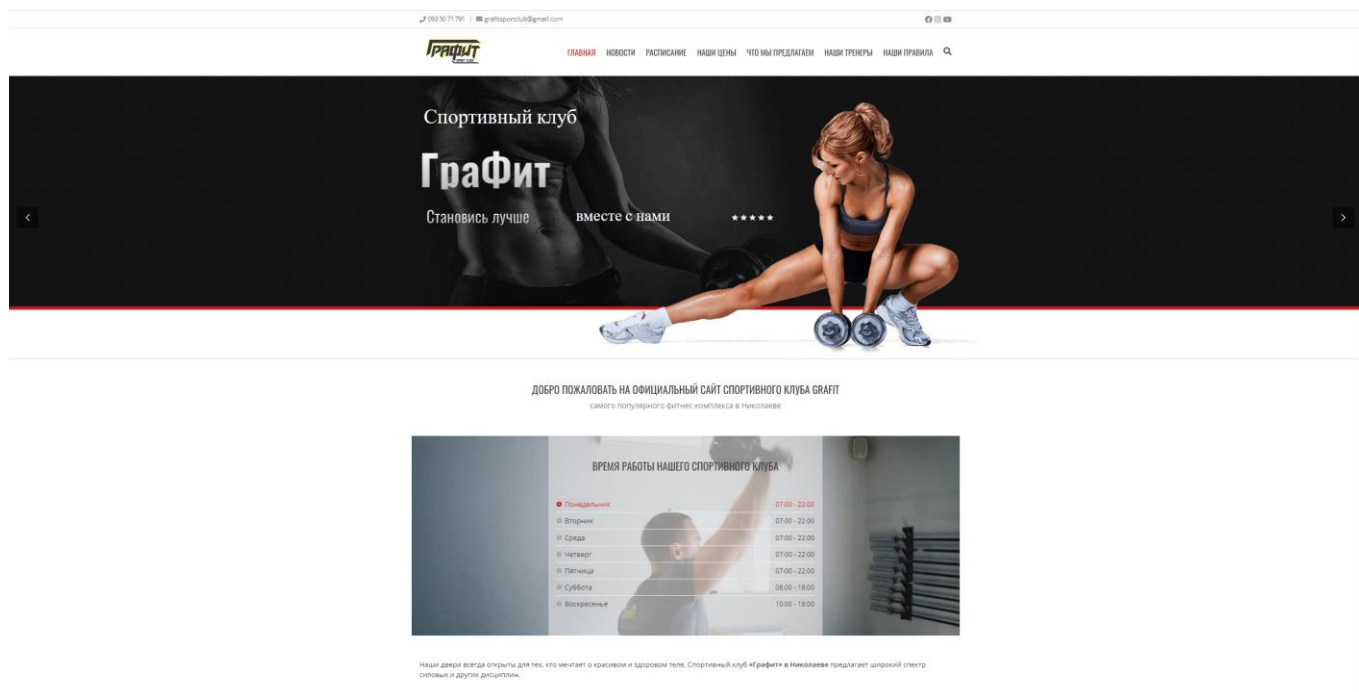 093 50 71 791 | grafitsportclub@gmail.com
ГРАФИТ
SPORT CLUB
ГЛАВНАЯ НОВОСТИ РАСПИСАНИЕ НАШИ ЦЕНЫ ЧТО МЫ ПРЕДЛАГАЕМ НАШИ ТРЕНЕРЫ НАШИ ПРАВИЛА
Спортивный клуб
ГраФит
Становись лучше вместе с нами
ДОБРО ПОЖАЛОВАТЬ НА ОФИЦИАЛЬНЫЙ САЙТ СПОРТИВНОГО КЛУБА GRAFIT
самого популярного фитнес-комплекса в Николаеве
ВРЕМЯ РАБОТЫ НАШЕГО СПОРТИВНОГО КЛУБА
Понедельник 07:00 - 22:00
Вторник 07:00 - 22:00
Среда 07:00 - 22:00
Четверг 07:00 - 22:00
Пятница 07:00 - 22:00
Суббота 08:00 - 18:00
Воскресенье 10:00 - 18:00
Наши двери всегда открыты для тех, кто мечтает о красивом и здоровом теле. Спортивный клуб «Графит» в Николаеве предлагает широкий спектр
силовых и других дисциплин.